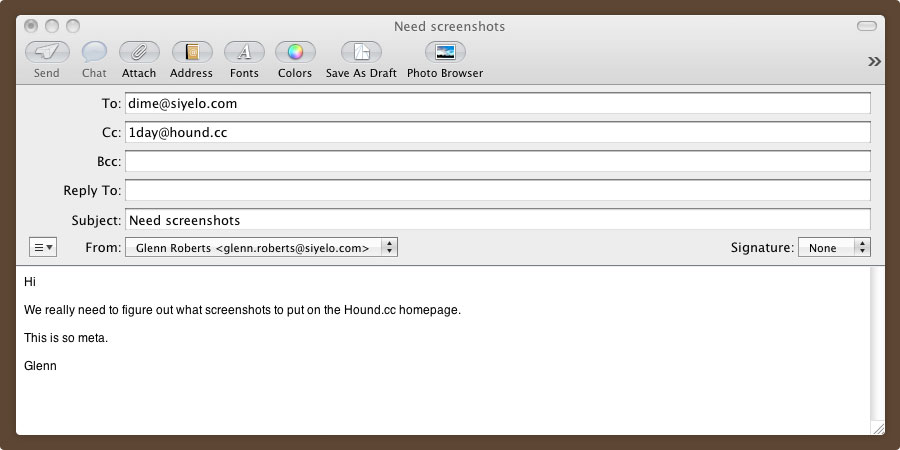 Need screenshots
Send Chat Attach Address Fonts Colors Save As Draft Photo Browser
To: dime@siyelo.com
Cc: 1day@hound.cc
Bcc:
Reply To:
Subject: Need screenshots
From: Glenn Roberts <glenn.roberts@siyelo.com> Signature: None
Hi
We really need to figure out what screenshots to put on the Hound.cc homepage.
This is so meta.
Glenn